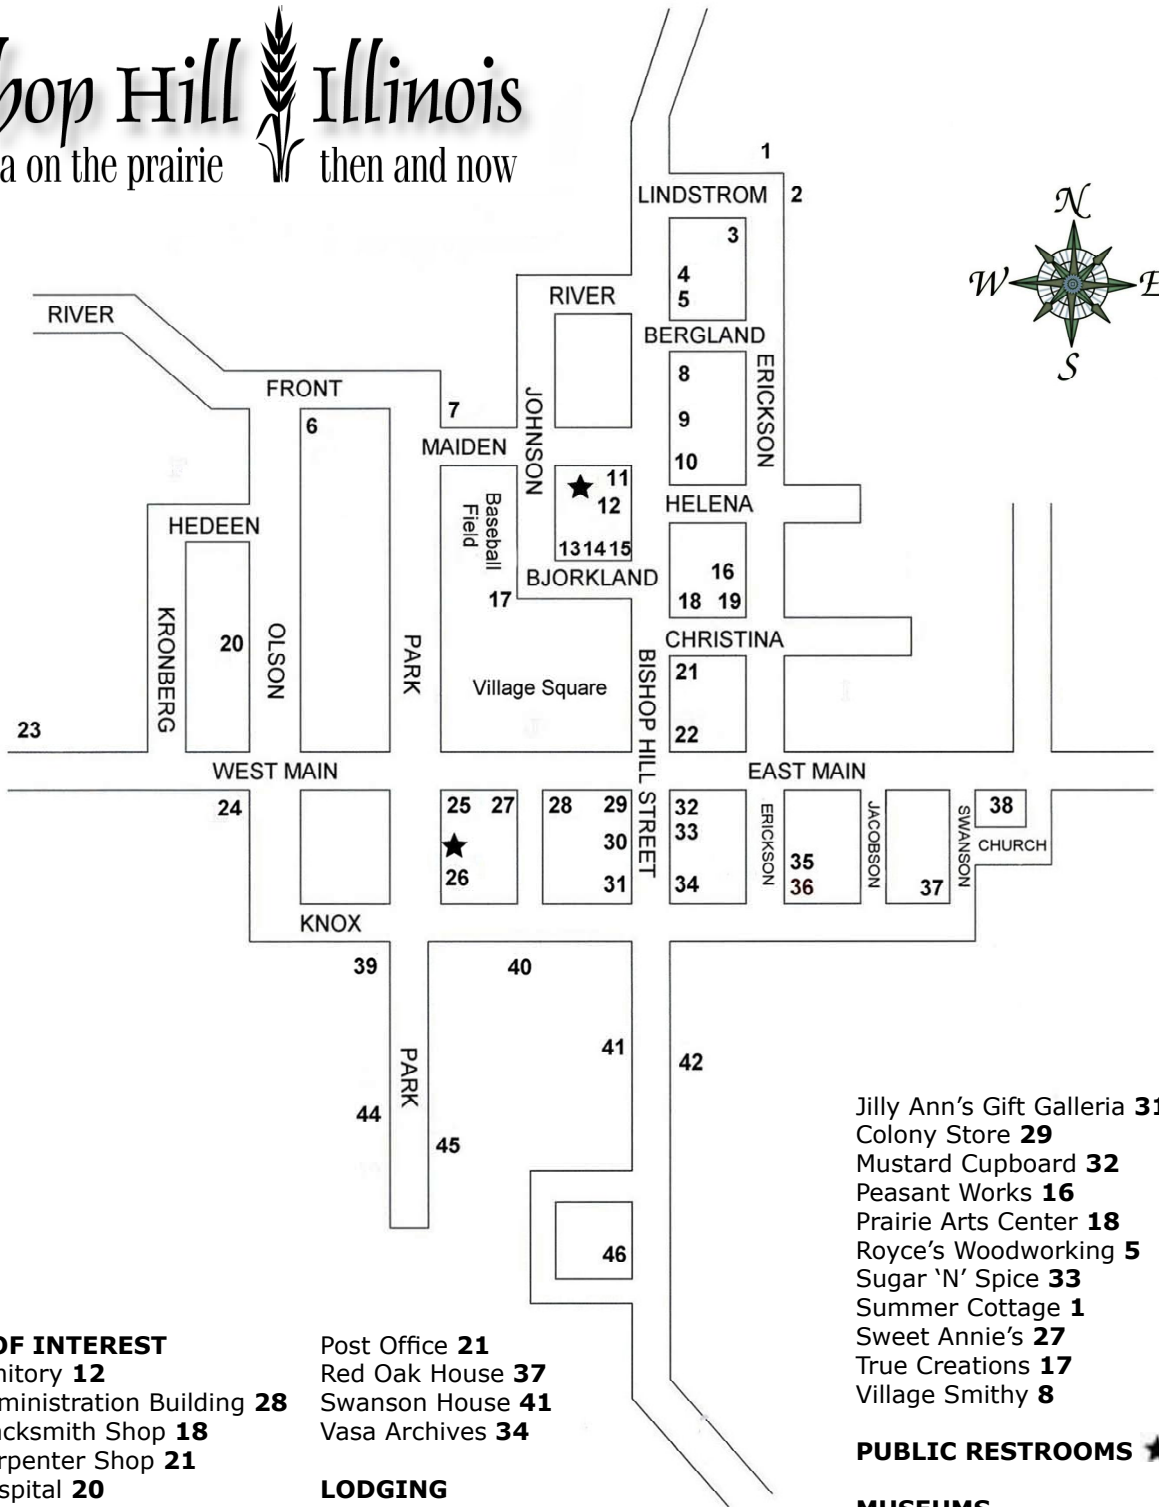 hop Hill Illinois
a on the prairie then and now
1
LINDSTROM 2
N
W E
S
3
4
5
RIVER
RIVER
BERGLAND
ERICKSON
FRONT
6
7
JOHNSON
8
9
10
MAIDEN
11
12
13 14 15
Baseball
Field
HELENA
HEDEEN
BJORKLAND
16
17
18 19
CHRISTINA
KRONBERG
20
OLSON
PARK
Village Square
BISHOP HILL STREET
21
22
23
WEST MAIN
EAST MAIN
24
25 27
26
28 29
30
31
32
33
34
ERICKSON
35
36
JACOBSON
37
SWANSON
38
CHURCH
KNOX
39
40
41
42
PARK
44
45
46
OF INTEREST
nitory 12
ministration Building 28
acksmith Shop 18
rpenter Shop 21
spital 20
Post Office 21
Red Oak House 37
Swanson House 41
Vasa Archives 34
LODGING
Jilly Ann’s Gift Galleria 31
Colony Store 29
Mustard Cupboard 32
Peasant Works 16
Prairie Arts Center 18
Royce’s Woodworking 5
Sugar ‘N’ Spice 33
Summer Cottage 1
Sweet Annie’s 27
True Creations 17
Village Smithy 8
PUBLIC RESTROOMS
MUSEUMS